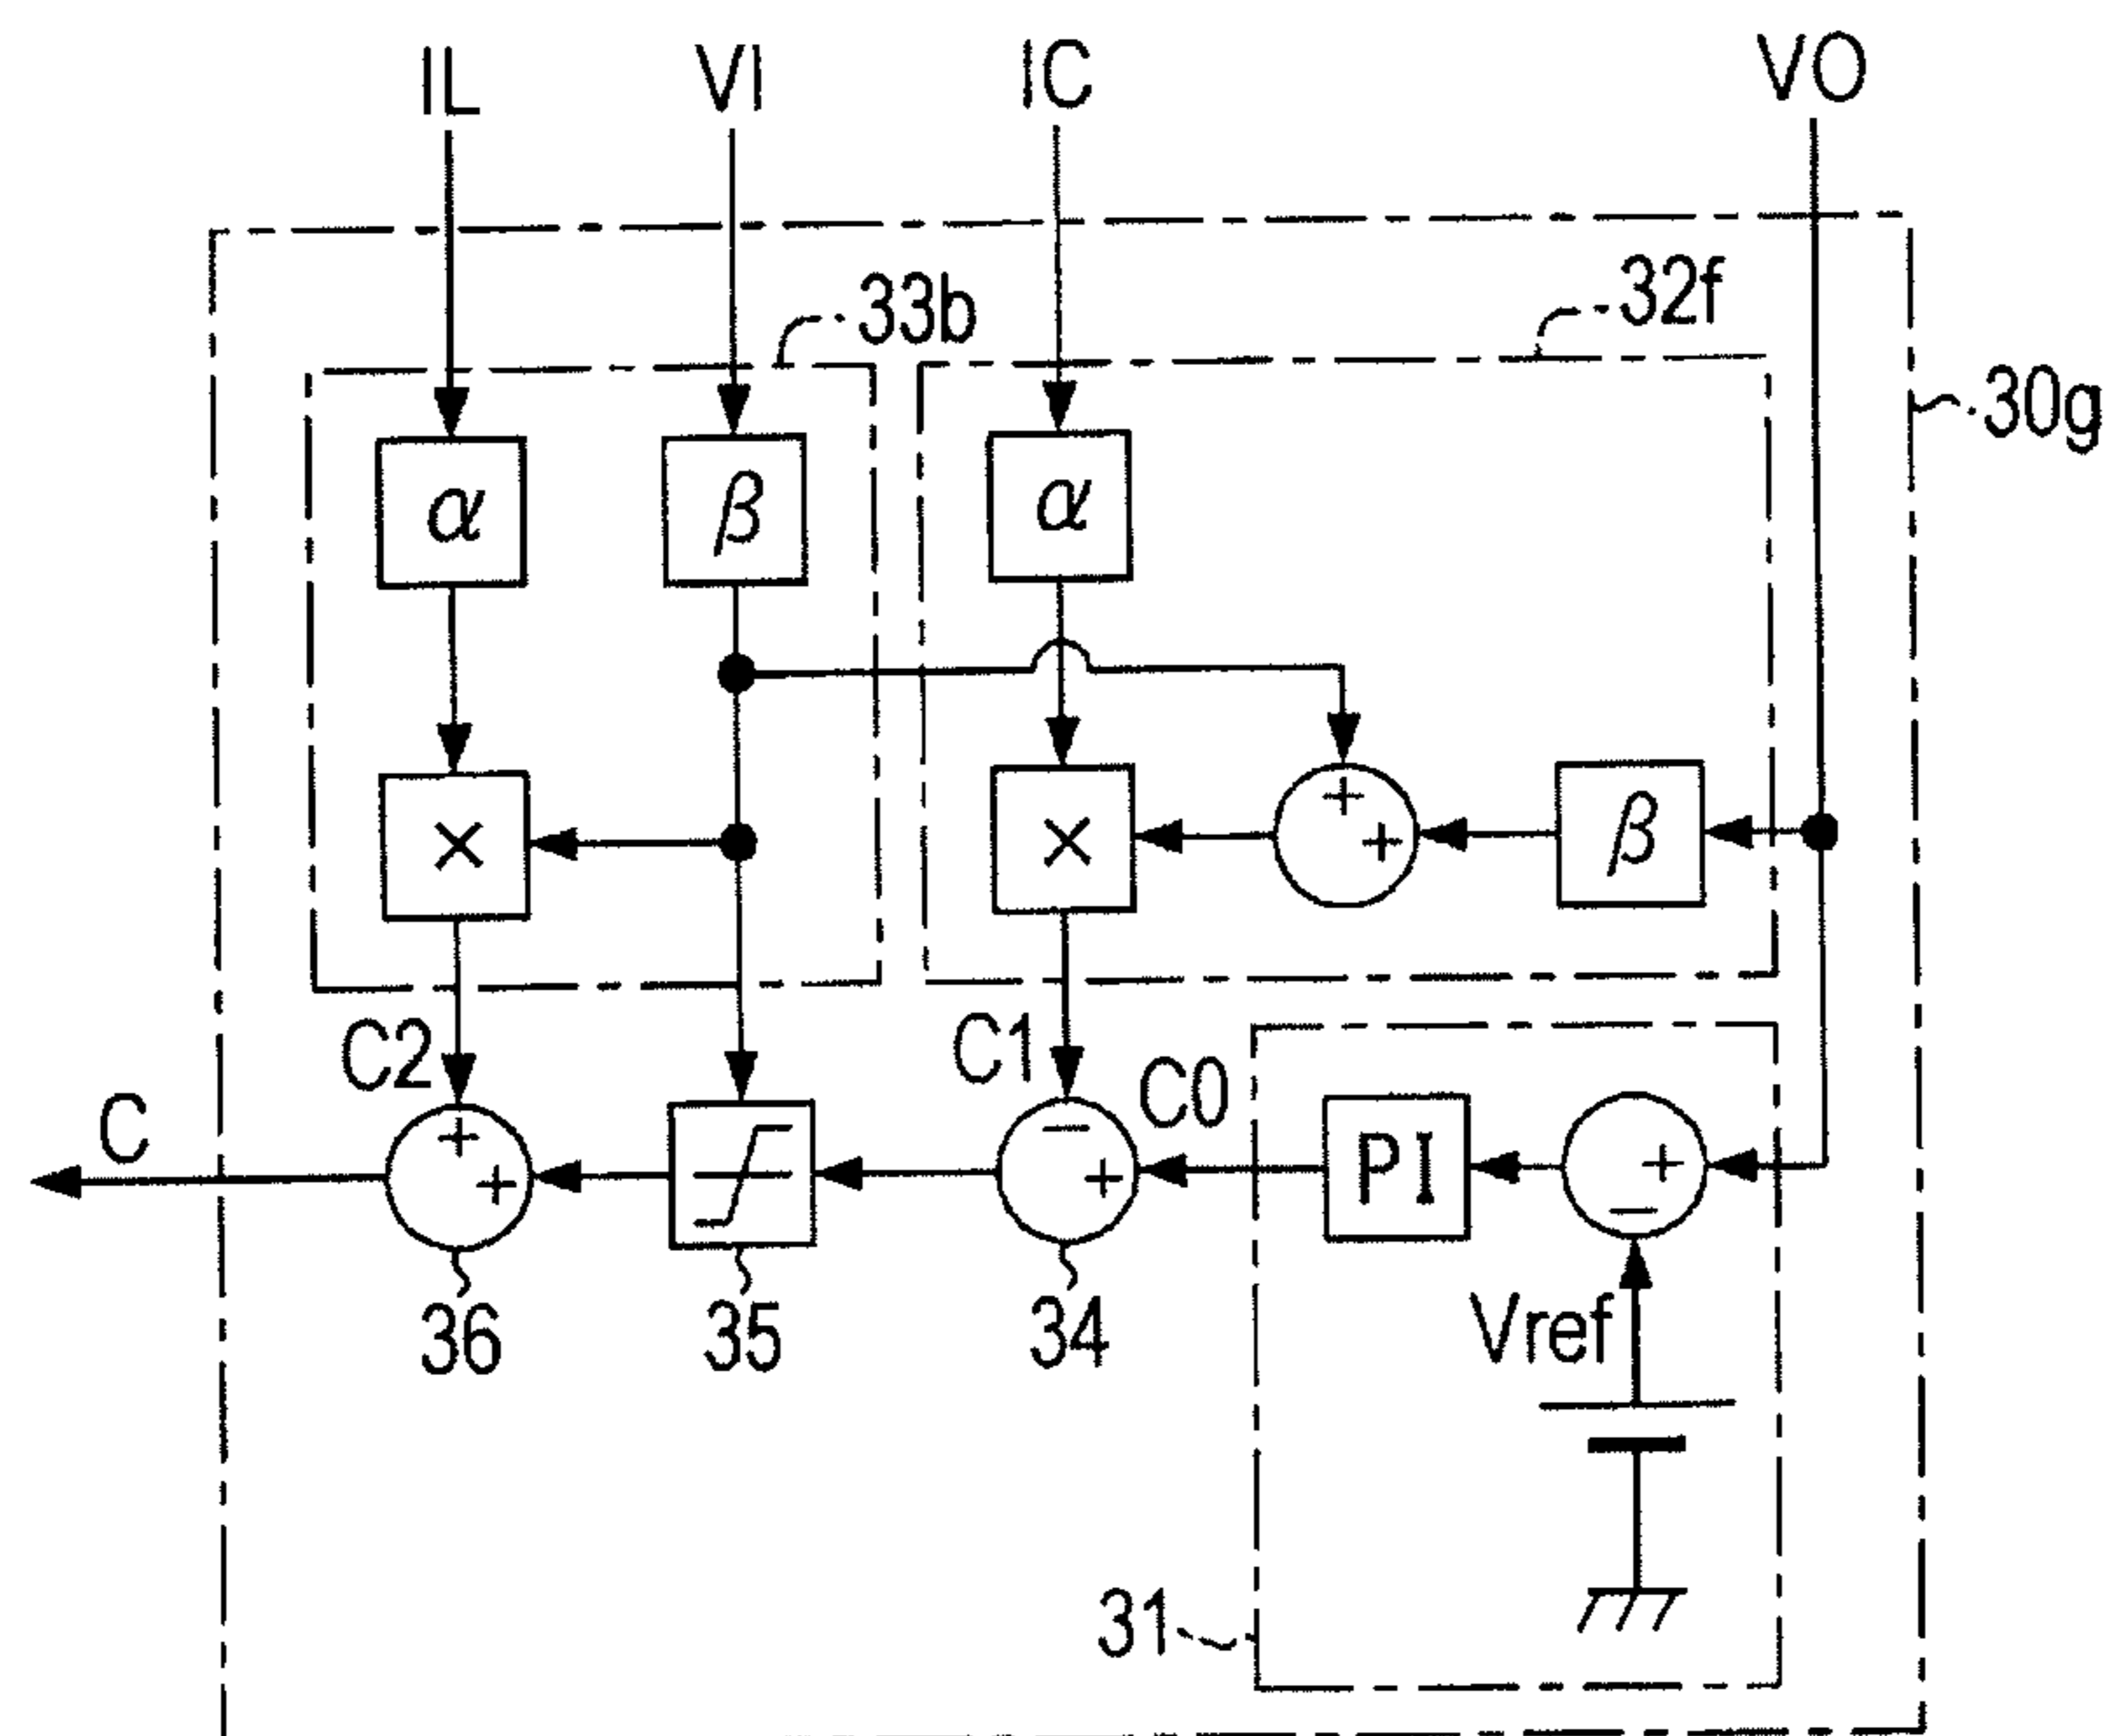 IL VI IC VO
33b 32f
30g
α β α
× × + + β
C2 C1 C0
C + + − + PI + −
36 35 34 Vref
31